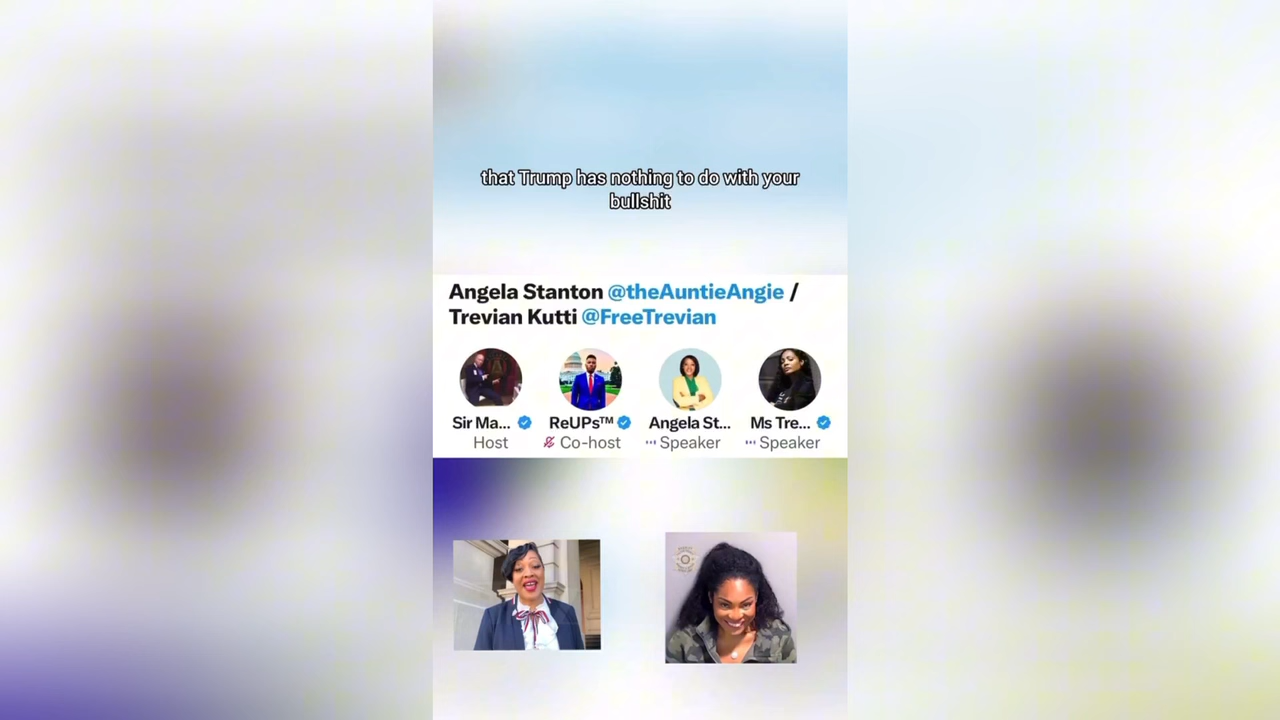 that Trump has nothing to do with your
bullshit
Angela Stanton @theAuntieAngie /
Trevian Kutti @FreeTrevian
Sir Ma... ReUPs™ Angela St... Ms Tre...
Host Co-host Speaker Speaker